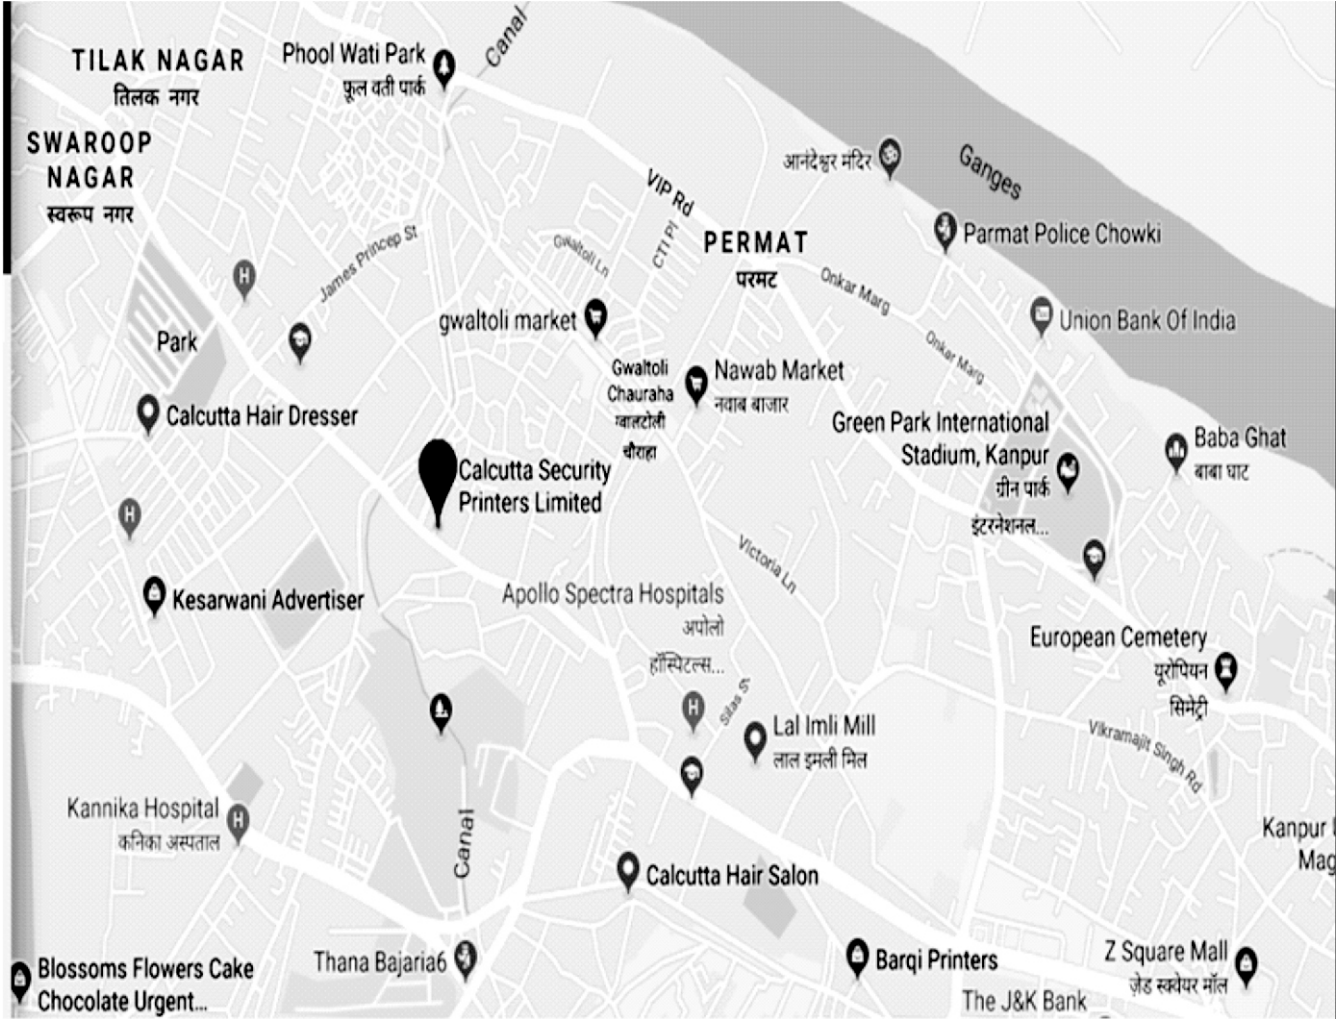 TILAK NAGAR
तिलक नगर
SWAROOP
NAGAR
स्वरूप नगर
Phool Wati Park
फूल वती पार्क
Canal
VIP Rd
CTI Pl
Gwaltoli Ln
James Princep St
आनंदेश्वर मंदिर
Ganges
PERMAT
परमट
Parmat Police Chowki
Onkar Marg
Onkar Marg
Union Bank Of India
H
Park
gwaltoli market
Gwaltoli
Chauraha
ग्वालटोली
चौराहा
Nawab Market
नवाब बाजार
Calcutta Hair Dresser
Green Park International
Stadium, Kanpur
ग्रीन पार्क
इंटरनेशनल...
Baba Ghat
बाबा घाट
Calcutta Security
Printers Limited
H
Victoria Ln
Kesarwani Advertiser
Apollo Spectra Hospitals
अपोलो
हॉस्पिटल्स...
H
Silas S
European Cemetery
यूरोपियन
सिमेट्री
Lal Imli Mill
लाल इमली मिल
Vikramajit Singh Rd
Kannika Hospital
कनिका अस्पताल
H
Canal
Kanpur
Mag
Calcutta Hair Salon
Thana Bajaria6
Barqi Printers
Z Square Mall
ज़ेड स्क्वेयर मॉल
Blossoms Flowers Cake
Chocolate Urgent...
The J&K Bank